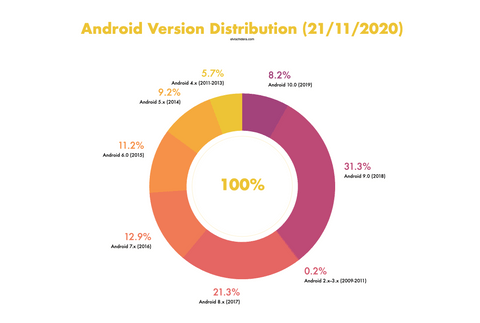 Android Version Distribution (21/11/2020)
5.7%
Android 4.x (2011-2013)
8.2%
Android 10.0 (2019)
9.2%
Android 5.x (2014)
11.2%
Android 6.0 (2015)
31.3%
Android 9.0 (2018)
100%
12.9%
Android 7.x (2016)
0.2%
Android 2.x-3.x (2009-2011)
21.3%
Android 8.x (2017)